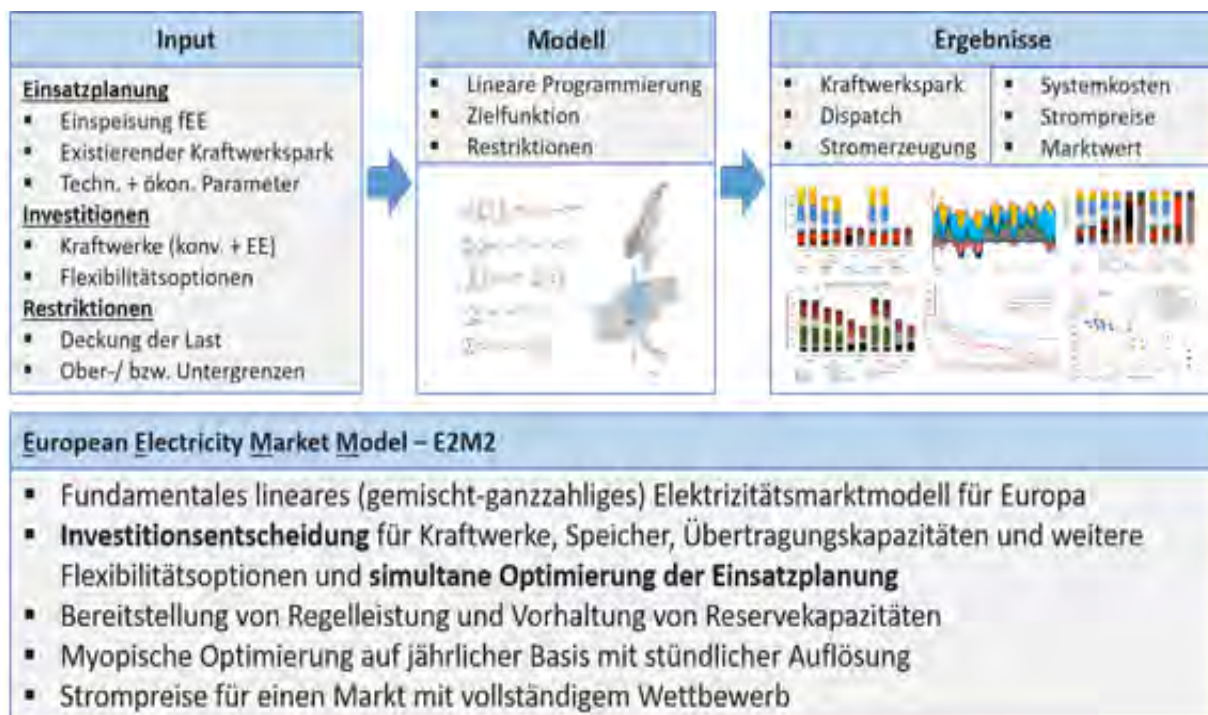 Input
Einsatzplanung
▪ Einspeisung fEE
▪ Existierender Kraftwerkspark
▪ Techn. + ökon. Parameter
Investitionen
▪ Kraftwerke (konv. + EE)
▪ Flexibilitätsoptionen
Restriktionen
▪ Deckung der Last
▪ Ober-/ bzw. Untergrenzen
Modell
▪ Lineare Programmierung
▪ Zielfunktion
▪ Restriktionen
Ergebnisse
▪ Kraftwerkspark
▪ Dispatch
▪ Stromerzeugung
▪ Systemkosten
▪ Strompreise
▪ Marktwert
European Electricity Market Model – E2M2
▪ Fundamentales lineares (gemischt-ganzzahliges) Elektrizitätsmarktmodell für Europa
▪ Investitionsentscheidung für Kraftwerke, Speicher, Übertragungskapazitäten und weitere
Flexibilitätsoptionen und simultane Optimierung der Einsatzplanung
▪ Bereitstellung von Regelleistung und Vorhaltung von Reservekapazitäten
▪ Myopische Optimierung auf jährlicher Basis mit stündlicher Auflösung
▪ Strompreise für einen Markt mit vollständigem Wettbewerb